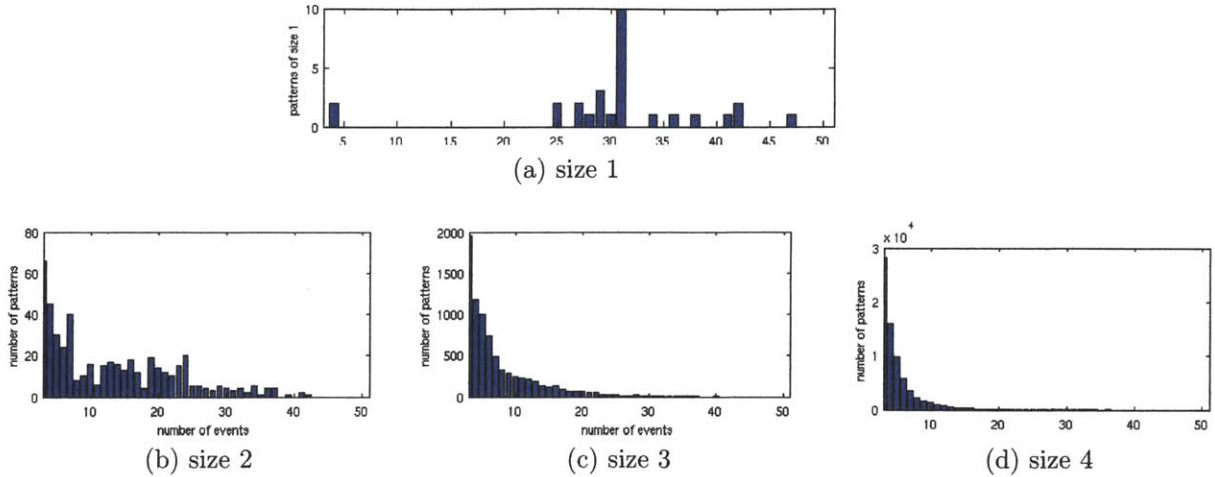 10
5
0
patterns of size 1
5 10 15 20 25 30 35 40 45 50
(a) size 1
80
60
40
20
0
number of patterns
10 20 30 40 50
number of events
(b) size 2
2000
1500
1000
500
0
number of patterns
10 20 30 40 50
number of events
(c) size 3
x 10^4
3
2
1
0
number of patterns
10 20 30 40 50
(d) size 4